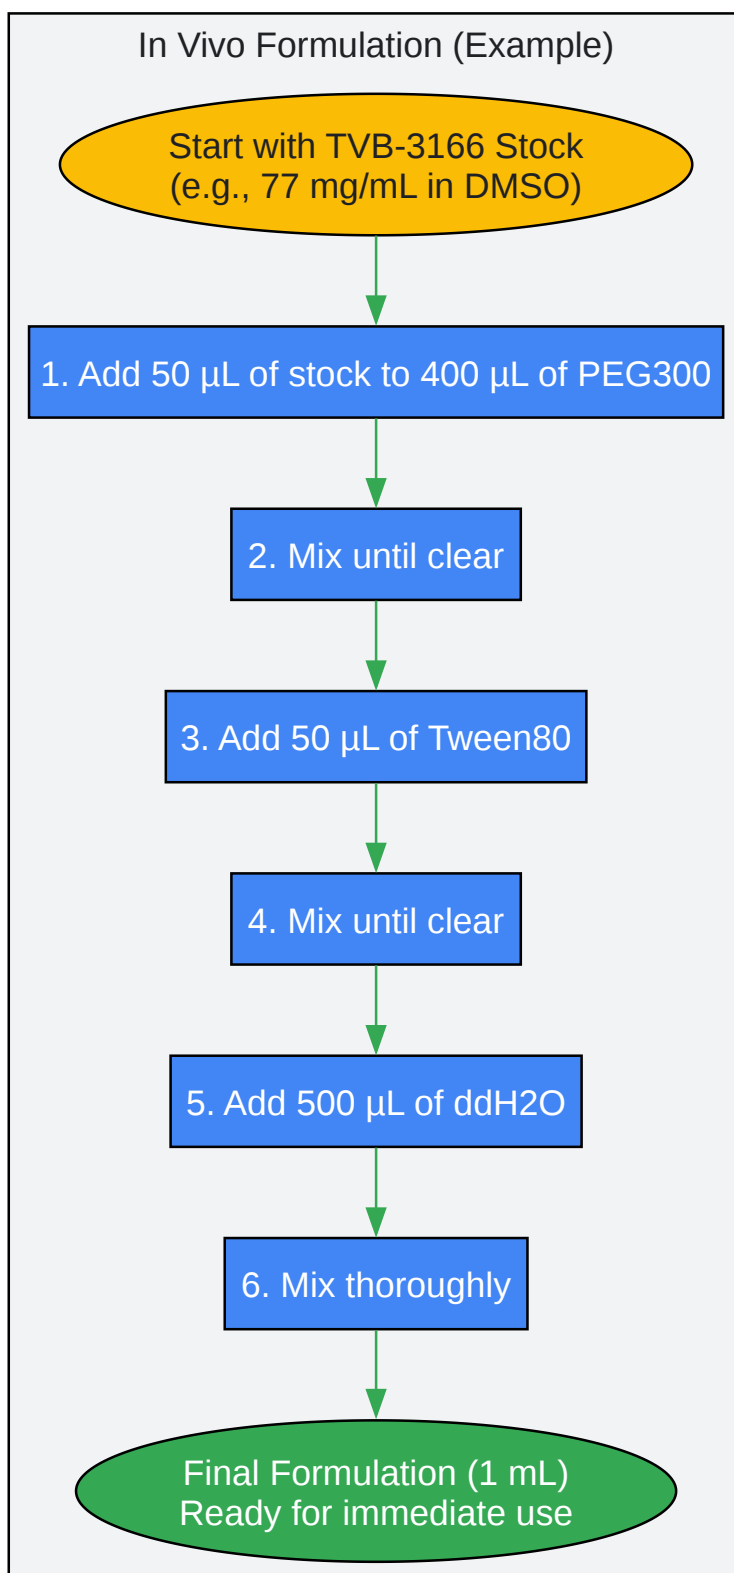 In Vivo Formulation (Example)
Start with TVB-3166 Stock
(e.g., 77 mg/mL in DMSO)
1. Add 50 µL of stock to 400 µL of PEG300
2. Mix until clear
3. Add 50 µL of Tween80
4. Mix until clear
5. Add 500 µL of ddH2O
6. Mix thoroughly
Final Formulation (1 mL)
Ready for immediate use